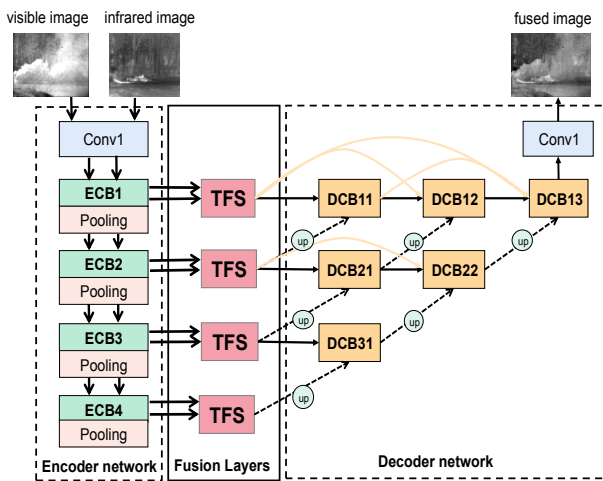 visible image
infrared image
fused image
Conv1
Conv1
ECB1
Pooling
TFS
DCB11
DCB12
DCB13
up
up
up
ECB2
Pooling
TFS
DCB21
DCB22
up
up
ECB3
Pooling
TFS
DCB31
up
ECB4
Pooling
TFS
Encoder network
Fusion Layers
Decoder network